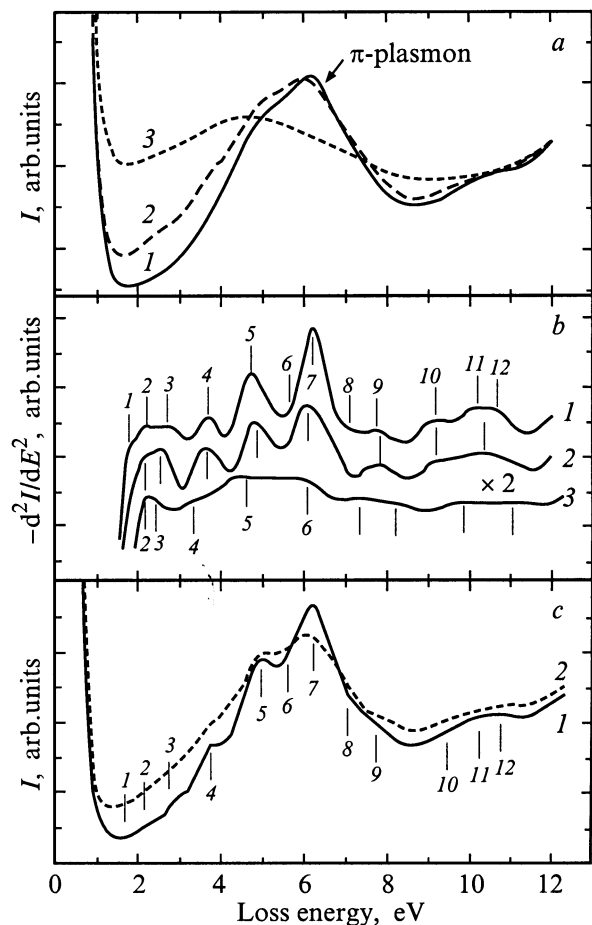 a
π-plasmon
I, arb.units
3
2
1
b
–d²I/dE², arb.units
1 2 3 4 5 6 7 8 9 10 11 12
1
2
× 2
3
2 3 4 5 6
c
I, arb.units
1 2 3 4 5 6 7 8 9 10 11 12
2
1
0 2 4 6 8 10 12
Loss energy, eV